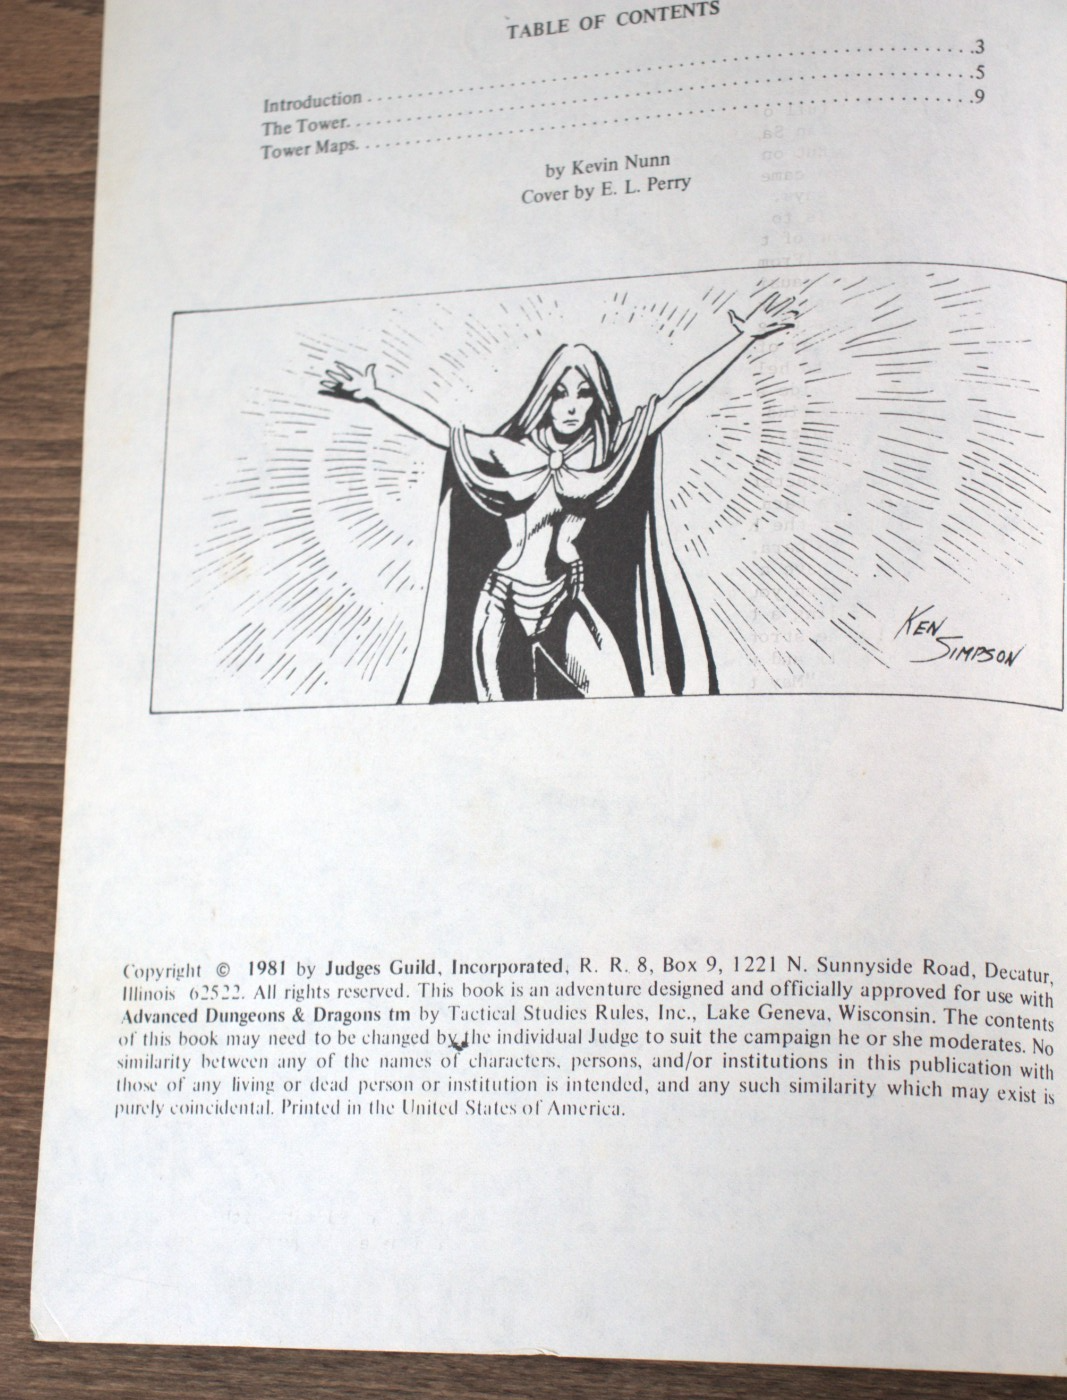 TABLE OF CONTENTS
Introduction . . . . . . . . . . . . . . . . . . . . . . . . . . . . . . . . . . . . . . . . . . . . . . . . . . .3
The Tower. . . . . . . . . . . . . . . . . . . . . . . . . . . . . . . . . . . . . . . . . . . . . . . . . . . .5
Tower Maps. . . . . . . . . . . . . . . . . . . . . . . . . . . . . . . . . . . . . . . . . . . . . . . . . . .9
by Kevin Nunn
Cover by E. L. Perry
KEN
SIMPSON
Copyright © 1981 by Judges Guild, Incorporated, R. R. 8, Box 9, 1221 N. Sunnyside Road, Decatur,
Illinois 62522. All rights reserved. This book is an adventure designed and officially approved for use with
Advanced Dungeons & Dragons tm by Tactical Studies Rules, Inc., Lake Geneva, Wisconsin. The contents
of this book may need to be changed by the individual Judge to suit the campaign he or she moderates. No
similarity between any of the names of characters, persons, and/or institutions in this publication with
those of any living or dead person or institution is intended, and any such similarity which may exist is
purely coincidental. Printed in the United States of America.